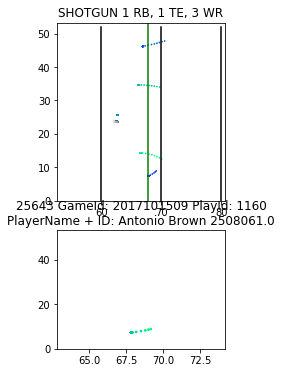 SHOTGUN 1 RB, 1 TE, 3 WR
50
40
30
20
10
0
60 70 80
25643 GameId: 2017101509 PlayId: 1160
PlayerName + ID: Antonio Brown 2508061.0
40
20
0
65.0 67.5 70.0 72.5